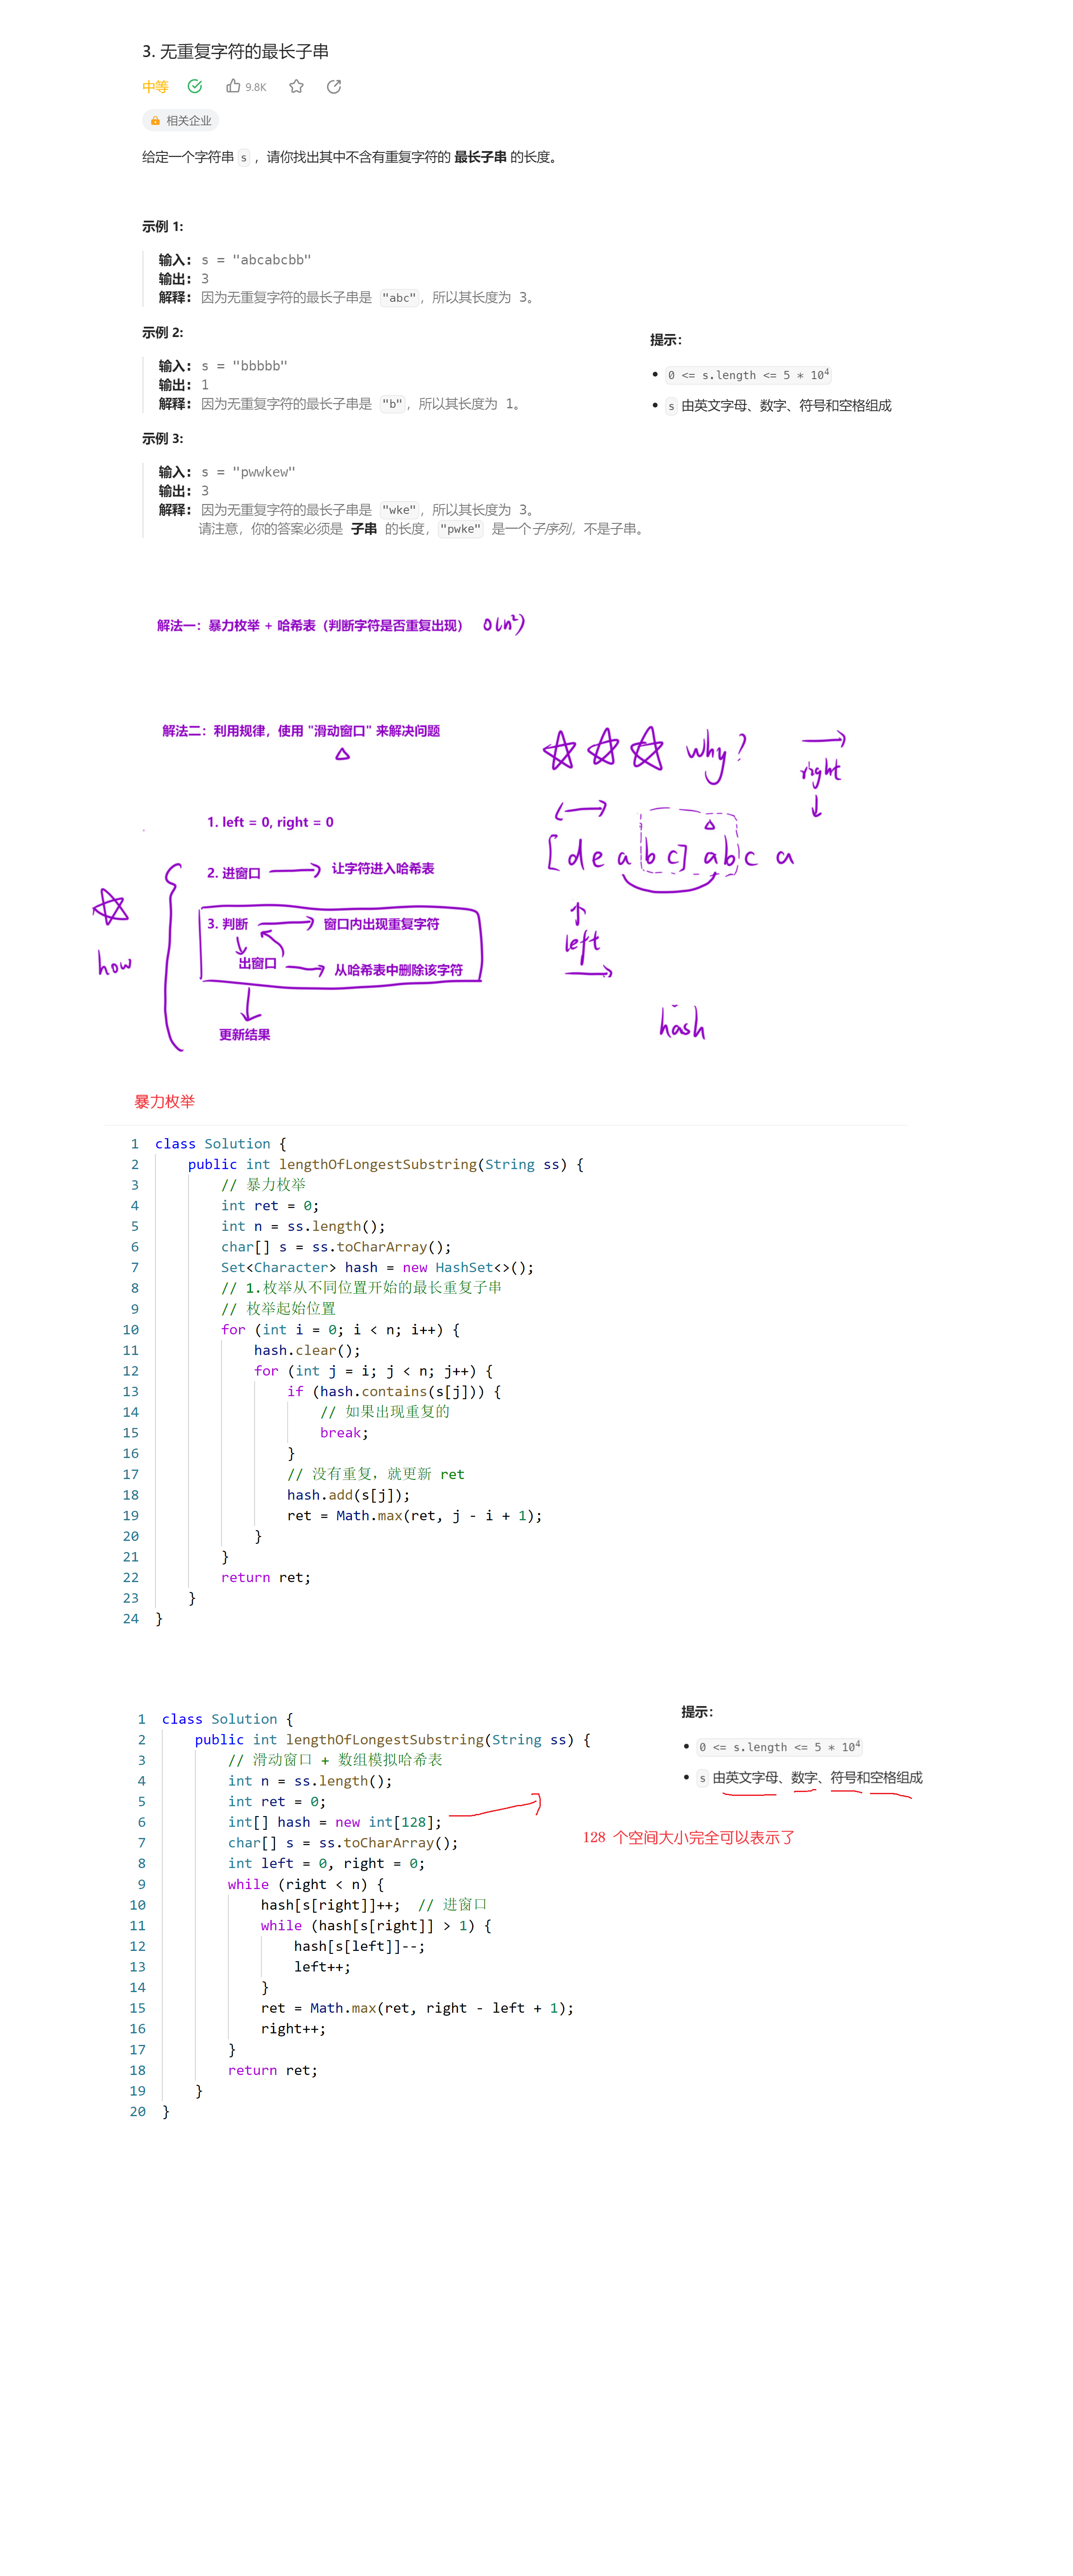 3. 无重复字符的最长子串
中等 9.8K
相关企业
给定一个字符串 s ，请你找出其中不含有重复字符的 最长子串 的长度。
示例 1:
输入: s = "abcabcbb"
输出: 3
解释: 因为无重复字符的最长子串是 "abc"，所以其长度为 3。
示例 2:
输入: s = "bbbbb"
输出: 1
解释: 因为无重复字符的最长子串是 "b"，所以其长度为 1。
示例 3:
输入: s = "pwwkew"
输出: 3
解释: 因为无重复字符的最长子串是 "wke"，所以其长度为 3。
请注意，你的答案必须是 子串 的长度，"pwke" 是一个子序列，不是子串。
提示：
0 <= s.length <= 5 * 10⁴
s 由英文字母、数字、符号和空格组成
解法一：暴力枚举 + 哈希表（判断字符是否重复出现） O(n²)
解法二：利用规律，使用 "滑动窗口" 来解决问题
1. left = 0, right = 0
2. 进窗口 让字符进入哈希表
3. 判断 窗口内出现重复字符
出窗口 从哈希表中删除该字符
更新结果
how
why?
right
[d e a b c] a b c a
left
hash
暴力枚举
1 class Solution {
2 public int lengthOfLongestSubstring(String ss) {
3 // 暴力枚举
4 int ret = 0;
5 int n = ss.length();
6 char[] s = ss.toCharArray();
7 Set<Character> hash = new HashSet<>();
8 // 1.枚举从不同位置开始的最长重复子串
9 // 枚举起始位置
10 for (int i = 0; i < n; i++) {
11 hash.clear();
12 for (int j = i; j < n; j++) {
13 if (hash.contains(s[j])) {
14 // 如果出现重复的
15 break;
16 }
17 // 没有重复，就更新 ret
18 hash.add(s[j]);
19 ret = Math.max(ret, j - i + 1);
20 }
21 }
22 return ret;
23 }
24 }
1 class Solution {
2 public int lengthOfLongestSubstring(String ss) {
3 // 滑动窗口 + 数组模拟哈希表
4 int n = ss.length();
5 int ret = 0;
6 int[] hash = new int[128];
7 char[] s = ss.toCharArray();
8 int left = 0, right = 0;
9 while (right < n) {
10 hash[s[right]]++; // 进窗口
11 while (hash[s[right]] > 1) {
12 hash[s[left]]--;
13 left++;
14 }
15 ret = Math.max(ret, right - left + 1);
16 right++;
17 }
18 return ret;
19 }
20 }
提示：
0 <= s.length <= 5 * 10⁴
s 由英文字母、数字、符号和空格组成
128 个空间大小完全可以表示了